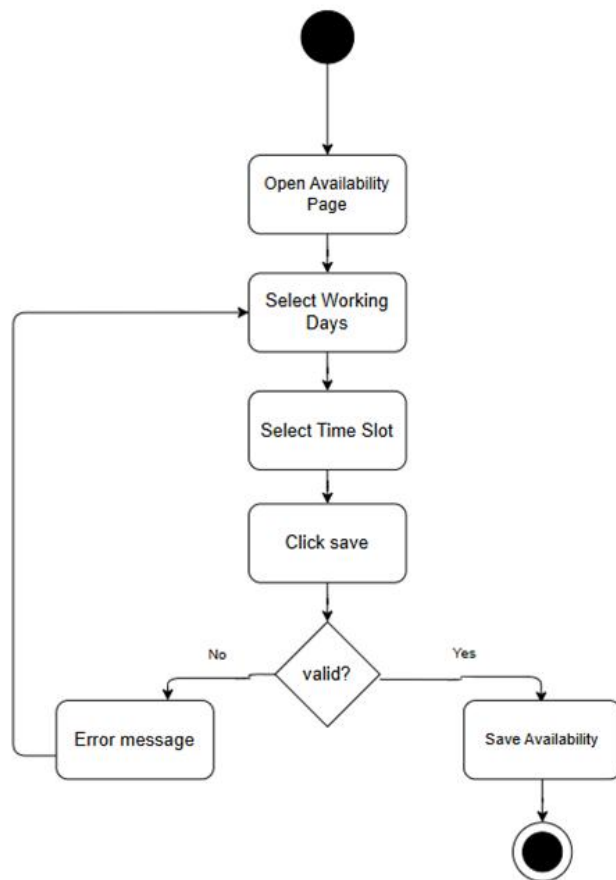 Open Availability
Page
Select Working
Days
Select Time Slot
Click save
valid?
No
Yes
Error message
Save Availability